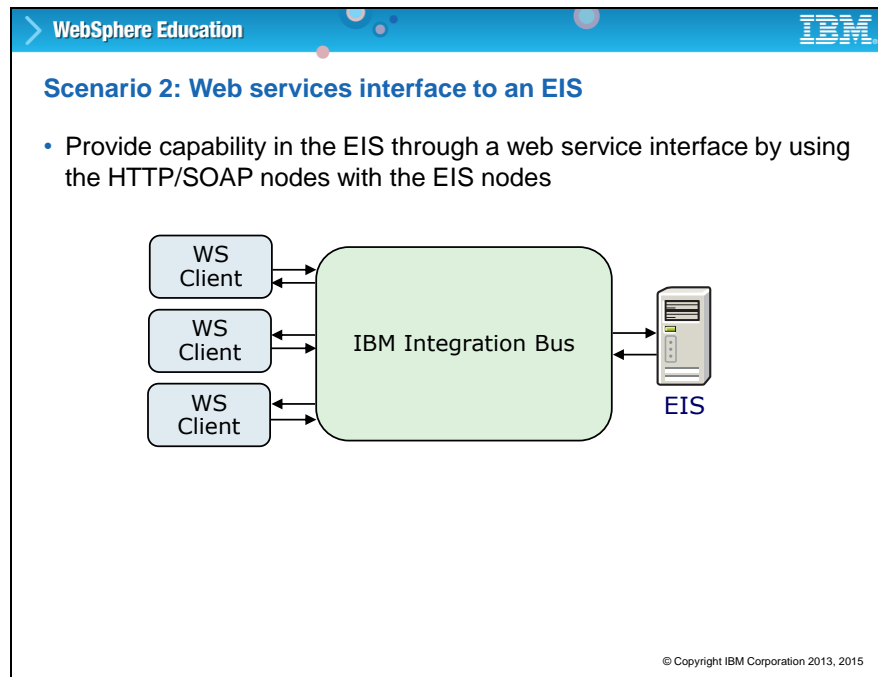 WebSphere Education
IBM
Scenario 2: Web services interface to an EIS
• Provide capability in the EIS through a web service interface by using
the HTTP/SOAP nodes with the EIS nodes
WS
Client
WS
Client
WS
Client
IBM Integration Bus
EIS
© Copyright IBM Corporation 2013, 2015